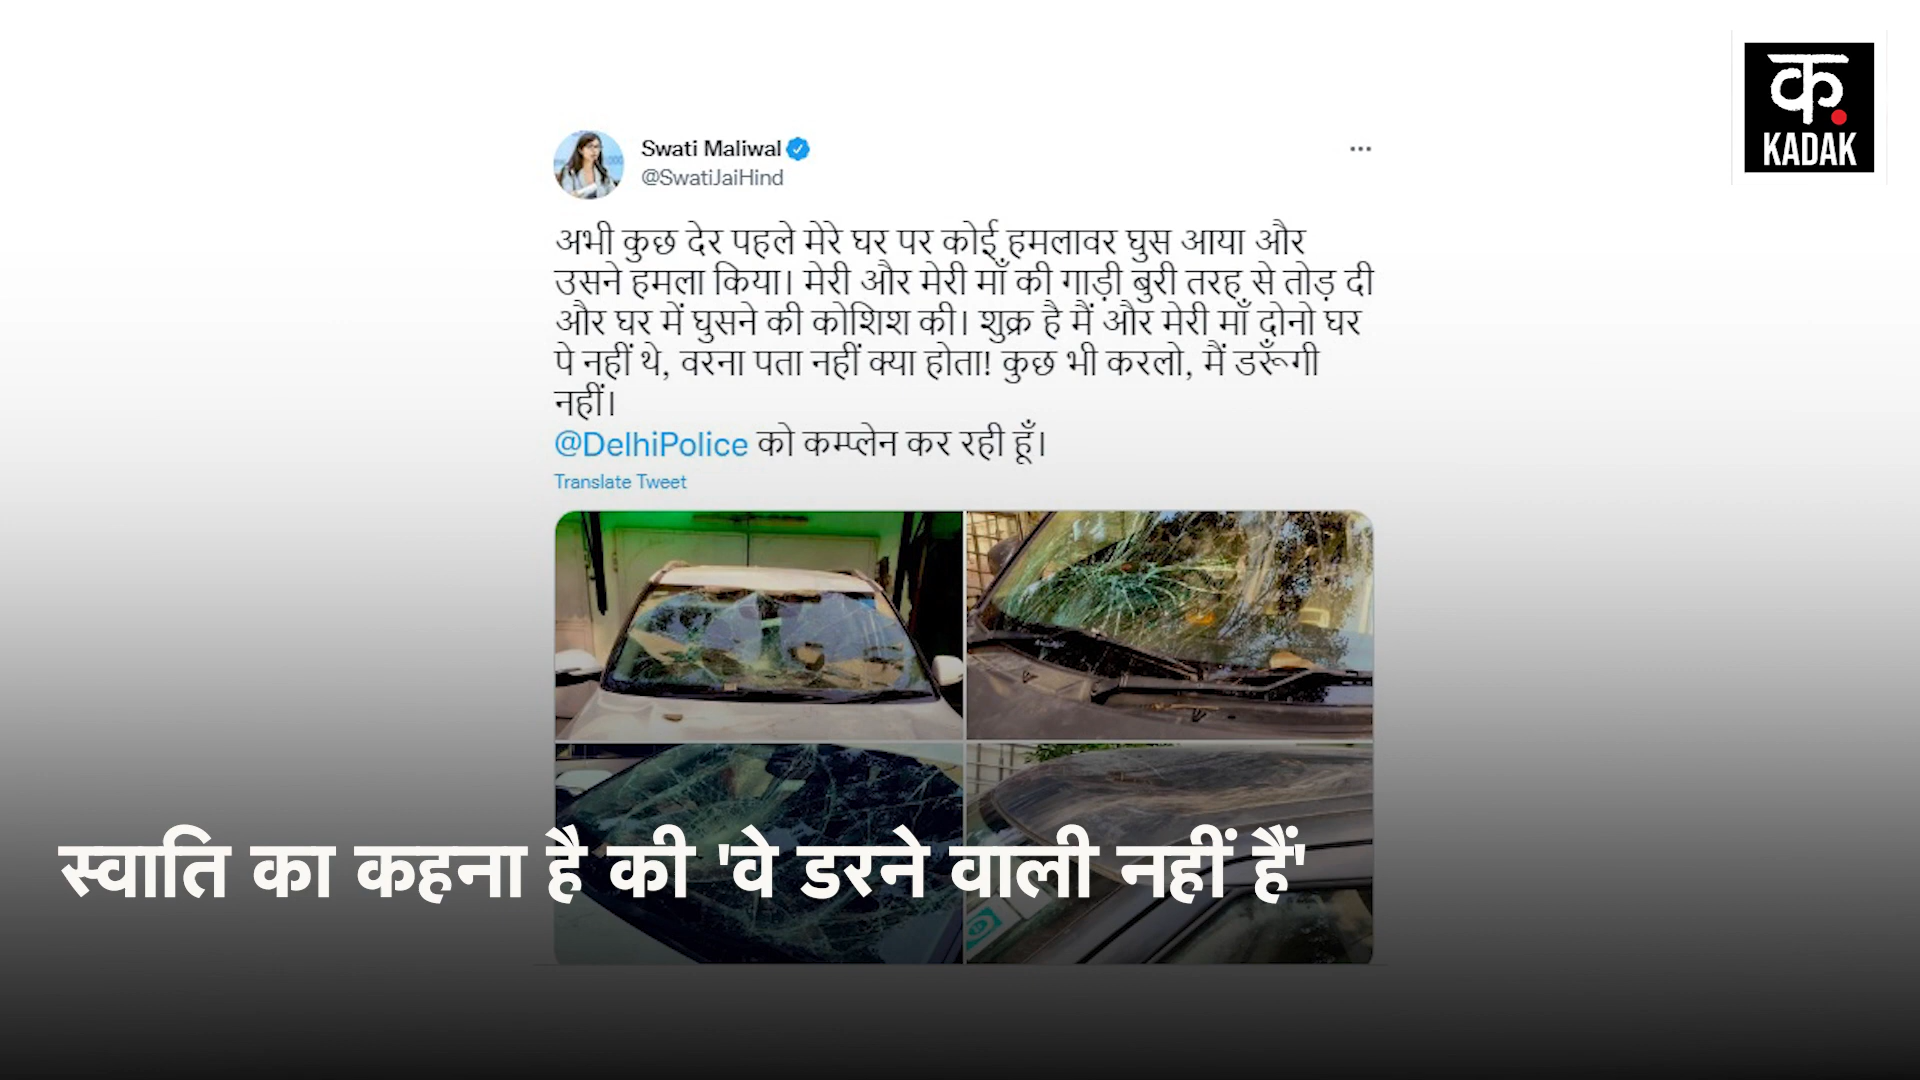 क
KADAK
Swati Maliwal
@SwatiJaiHind
अभी कुछ देर पहले मेरे घर पर कोई हमलावर घुस आया और
उसने हमला किया। मेरी और मेरी माँ की गाड़ी बुरी तरह से तोड़ दी
और घर में घुसने की कोशिश की। शुक्र है मैं और मेरी माँ दोनो घर
पे नहीं थे, वरना पता नहीं क्या होता! कुछ भी करलो, मैं डरूँगी
नहीं।
@DelhiPolice को कम्प्लेन कर रही हूँ।
Translate Tweet
स्वाति का कहना है की 'वे डरने वाली नहीं हैं'